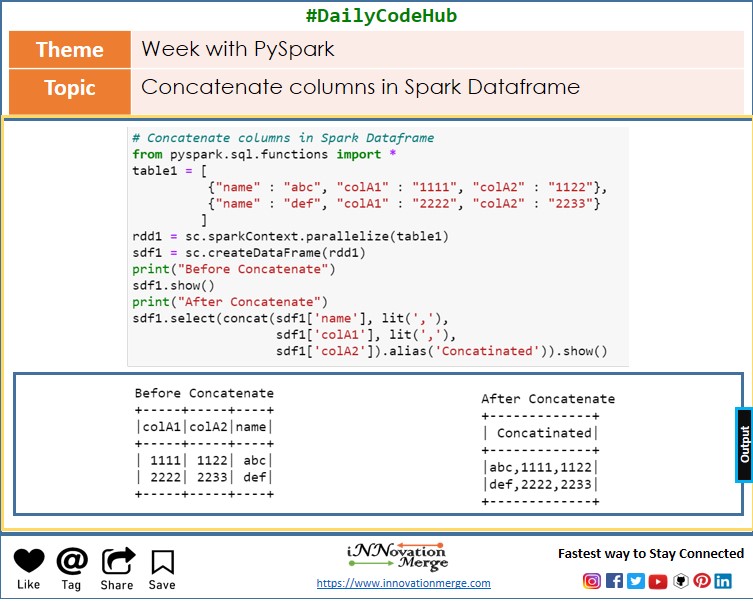 #DailyCodeHub
Theme
Week with PySpark
Topic
Concatenate columns in Spark Dataframe
# Concatenate columns in Spark Dataframe
from pyspark.sql.functions import *
table1 = [
{"name" : "abc", "colA1" : "1111", "colA2" : "1122"},
{"name" : "def", "colA1" : "2222", "colA2" : "2233"}
]
rdd1 = sc.sparkContext.parallelize(table1)
sdf1 = sc.createDataFrame(rdd1)
print("Before Concatenate")
sdf1.show()
print("After Concatenate")
sdf1.select(concat(sdf1['name'], lit(','),
sdf1['colA1'], lit(','),
sdf1['colA2']).alias('Concatinated')).show()
Before Concatenate
+-----+-----+----+
|colA1|colA2|name|
+-----+-----+----+
| 1111| 1122| abc|
| 2222| 2233| def|
+-----+-----+----+
After Concatenate
+-------------+
| Concatinated|
+-------------+
|abc,1111,1122|
|def,2222,2233|
+-------------+
Output
Like
Tag
Share
Save
iNNovation
Merge
https://www.innovationmerge.com
Fastest way to Stay Connected